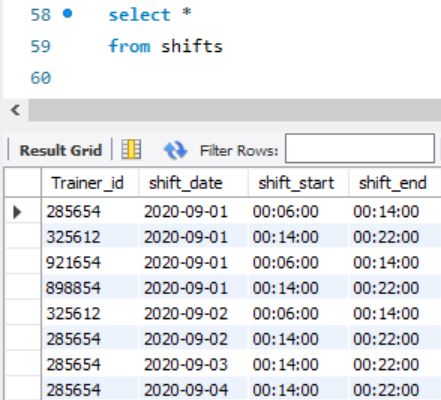 58 select *
59 from shifts
60
Result Grid Filter Rows:
Trainer_id shift_date shift_start shift_end
285654 2020-09-01 00:06:00 00:14:00
325612 2020-09-01 00:14:00 00:22:00
921654 2020-09-01 00:06:00 00:14:00
898854 2020-09-01 00:14:00 00:22:00
325612 2020-09-02 00:06:00 00:14:00
285654 2020-09-02 00:14:00 00:22:00
285654 2020-09-03 00:14:00 00:22:00
285654 2020-09-04 00:14:00 00:22:00